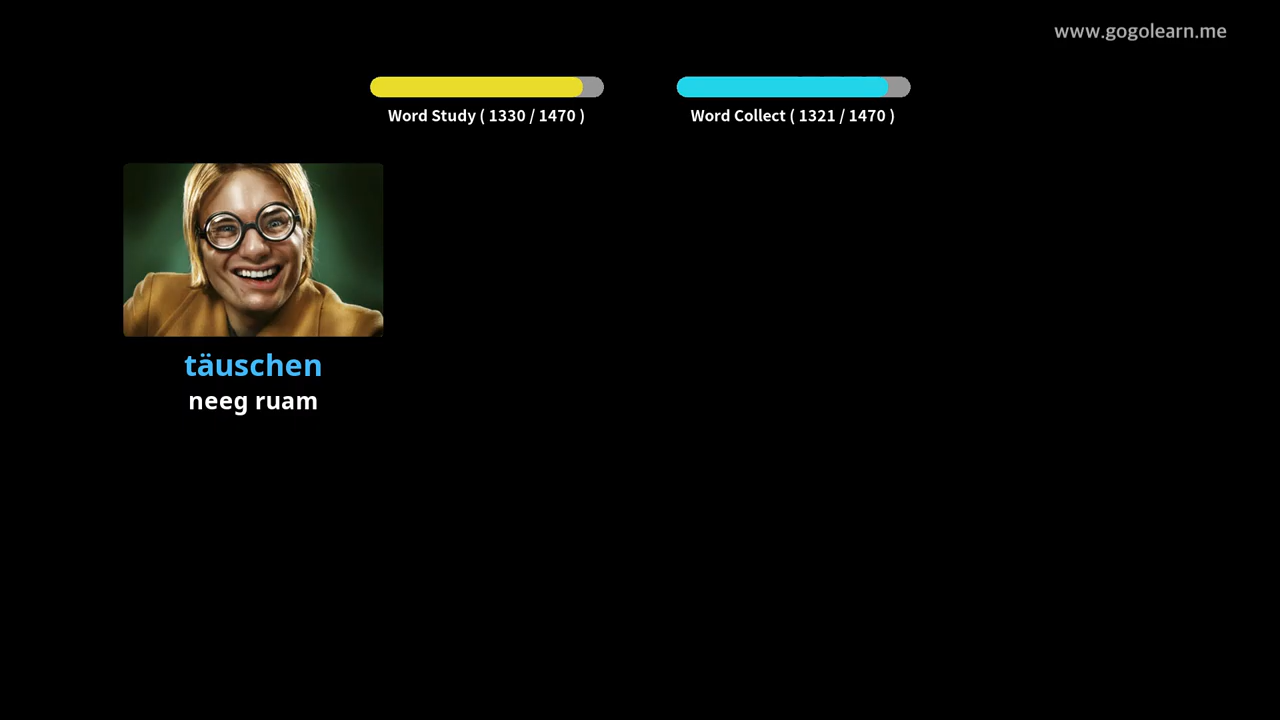 www.gogolearn.me
Word Study ( 1330 / 1470 )
Word Collect ( 1321 / 1470 )
täuschen
neeg ruam